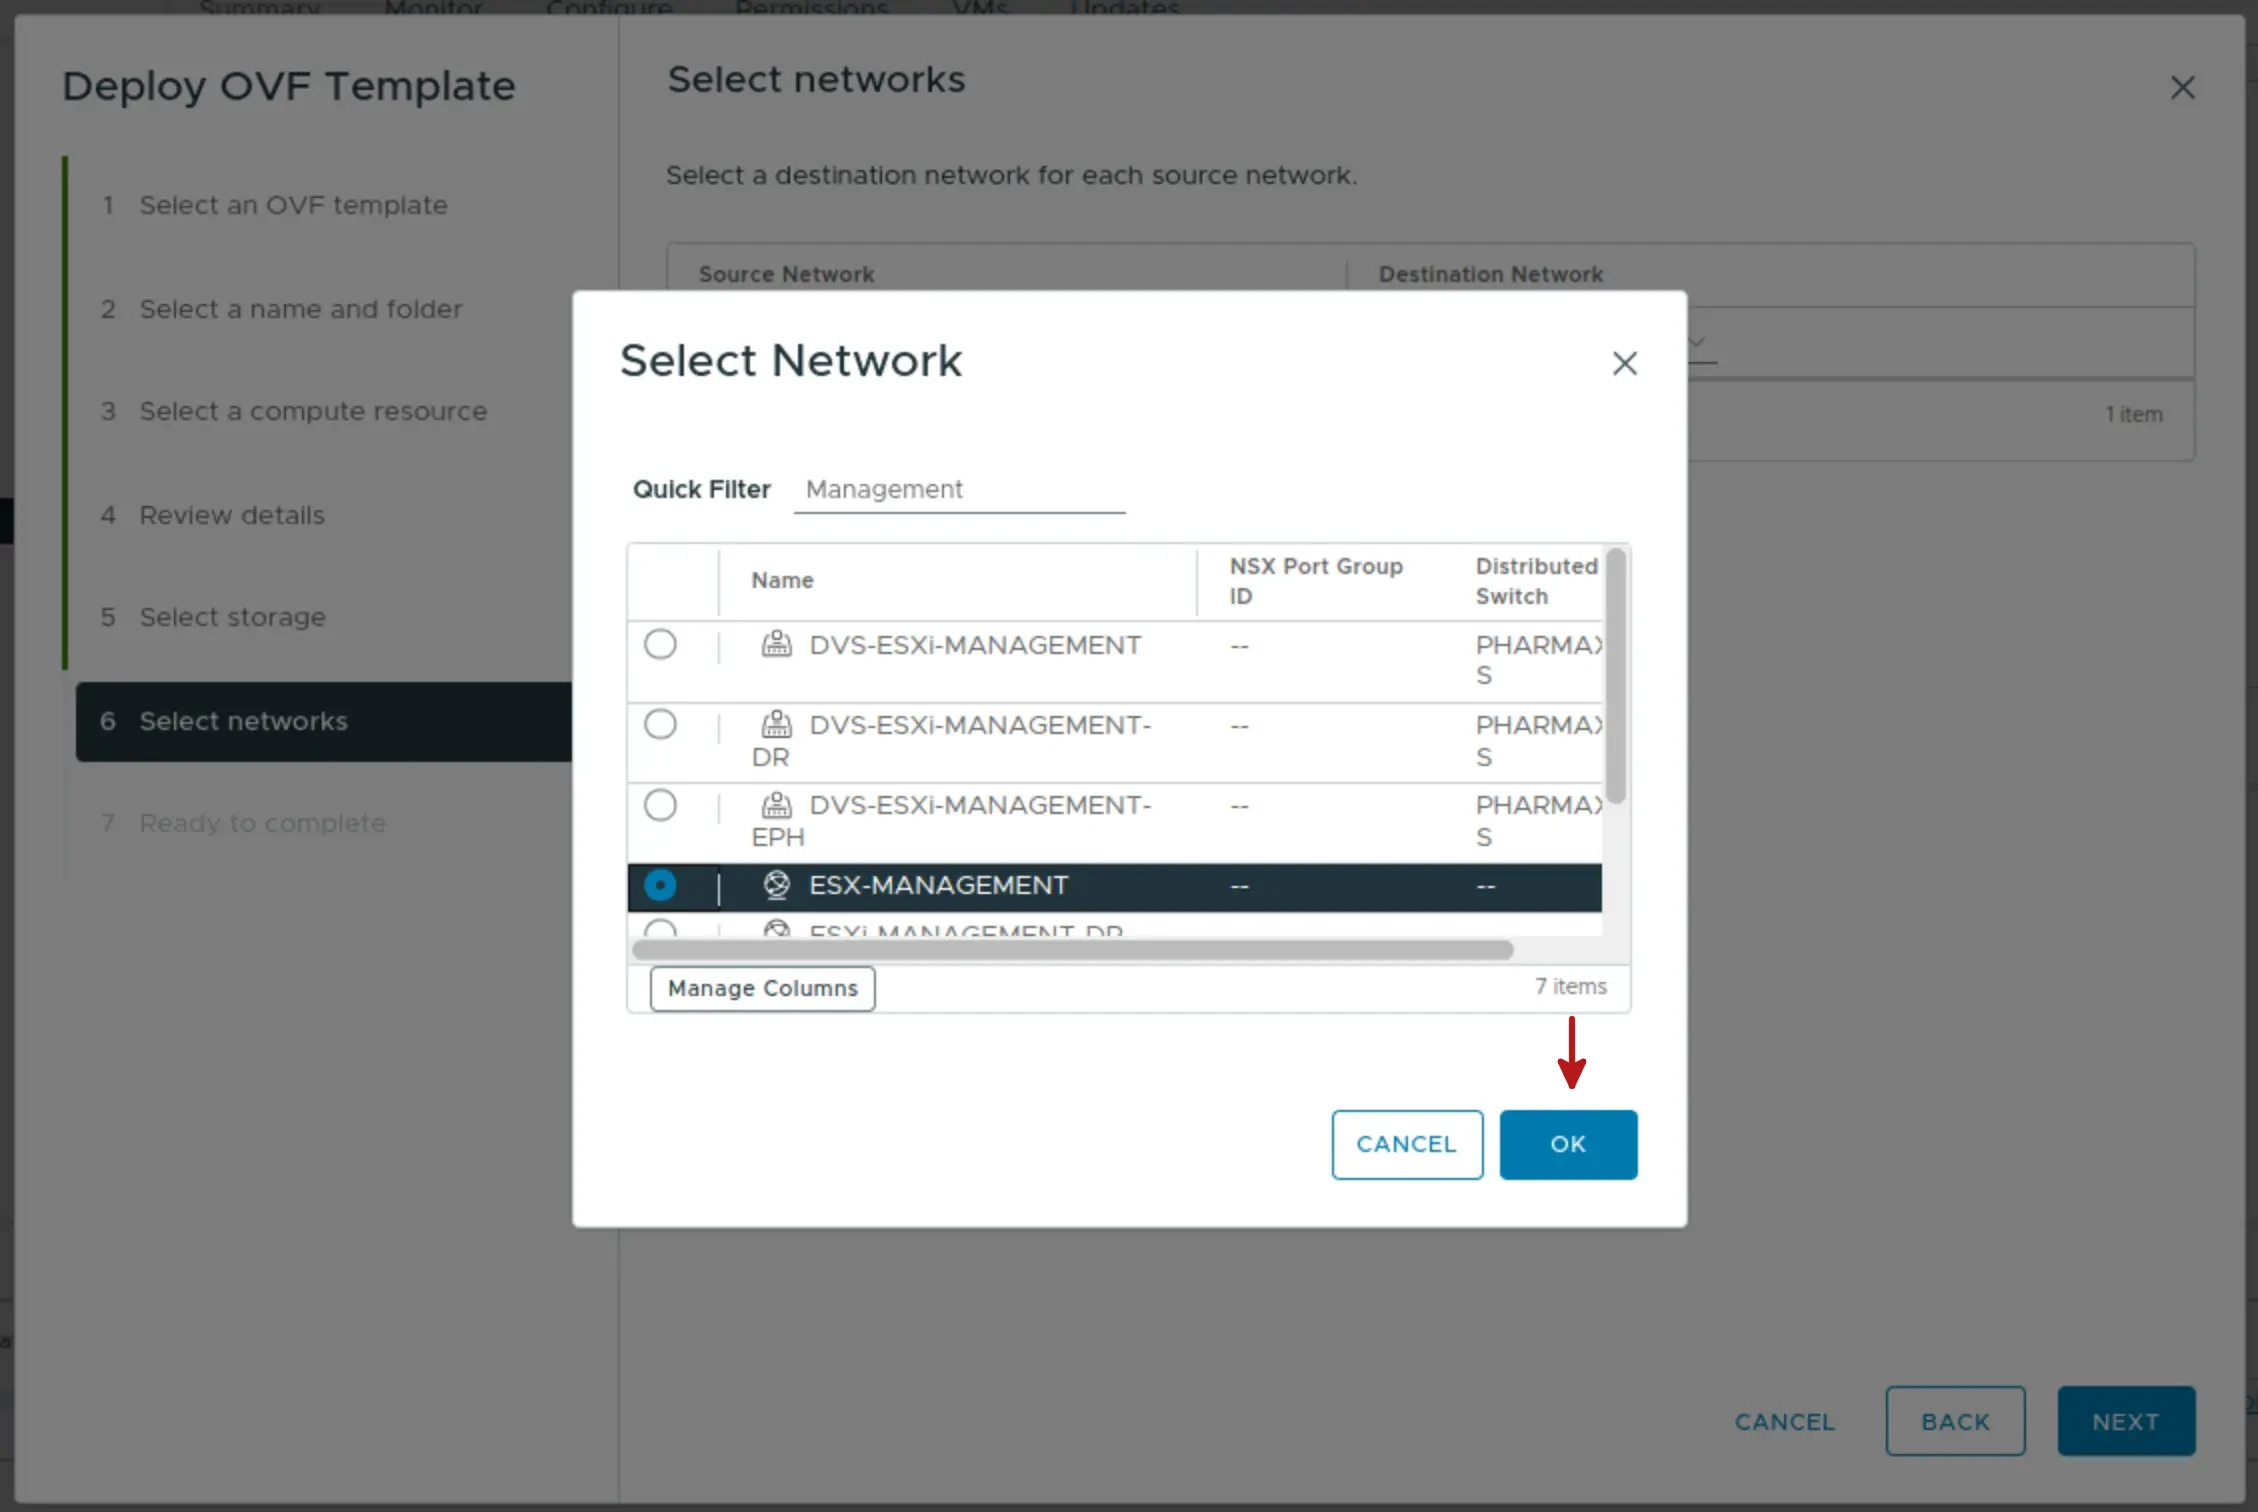 Summary Monitor Configure Permissions VMs Updates
Deploy OVF Template
1 Select an OVF template
2 Select a name and folder
3 Select a compute resource
4 Review details
5 Select storage
6 Select networks
7 Ready to complete
Select networks
Select a destination network for each source network.
Source Network Destination Network
1 item
Select Network
Quick Filter Management
Name NSX Port Group ID Distributed Switch
DVS-ESXi-MANAGEMENT -- PHARMAX
S
DVS-ESXi-MANAGEMENT- -- PHARMAX
DR S
DVS-ESXi-MANAGEMENT- -- PHARMAX
EPH S
ESX-MANAGEMENT -- --
ESXi-MANAGEMENT-DR
Manage Columns 7 items
CANCEL OK
CANCEL BACK NEXT